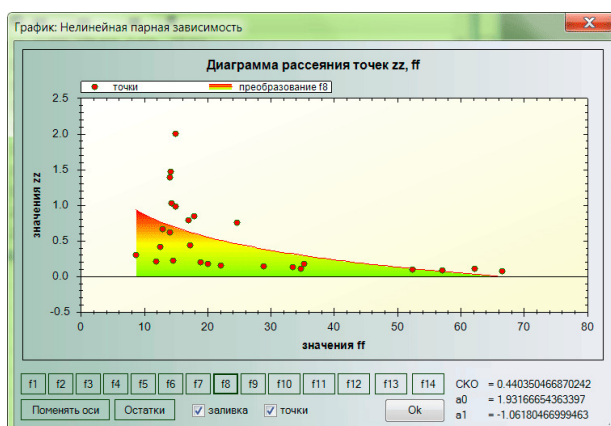 График: Нелинейная парная зависимость
Диаграмма рассеяния точек zz, ff
точки преобразование f8
2.5
2.0
1.5
1.0
0.5
0.0
-0.5
значения zz
0 10 20 30 40 50 60 70 80
значения ff
f1 f2 f3 f4 f5 f6 f7 f8 f9 f10 f11 f12 f13 f14
СКО = 0.440350466870242
Поменять оси Остатки заливка точки Ok
a0 = 1.93166654363397
a1 = -1.06180466999463